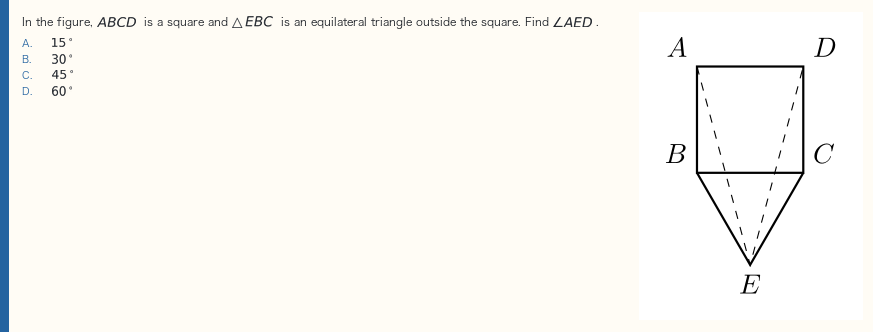 In the figure, ABCD is a square and △EBC is an equilateral triangle outside the square. Find ∠AED .
A. 15°
B. 30°
C. 45°
D. 60°
A D
B C
E